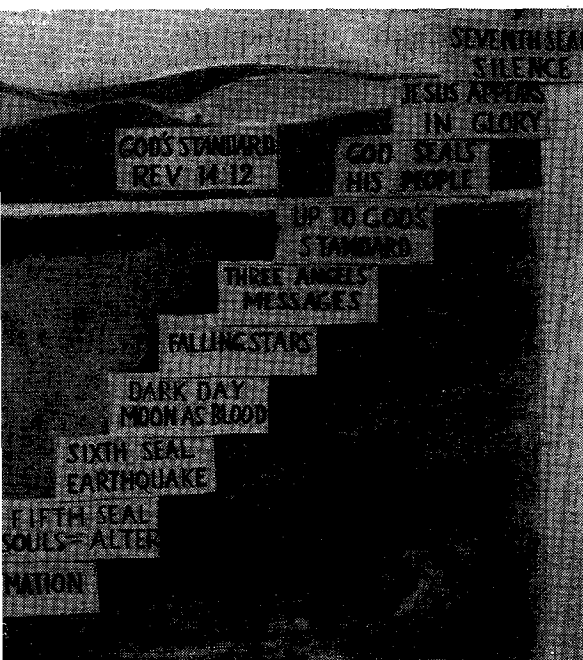 SEVENTH SEAL
SILENCE
JESUS APPEARS
IN GLORY
GOD'S STANDARD
REV 14 12
GOD SEALS
HIS PEOPLE
UP TO GOD'S
STANDARD
THREE ANGELS'
MESSAGES
FALLING STARS
DARK DAY
MOON AS BLOOD
SIXTH SEAL
EARTHQUAKE
FIFTH SEAL
SOULS = ALTER
MATION